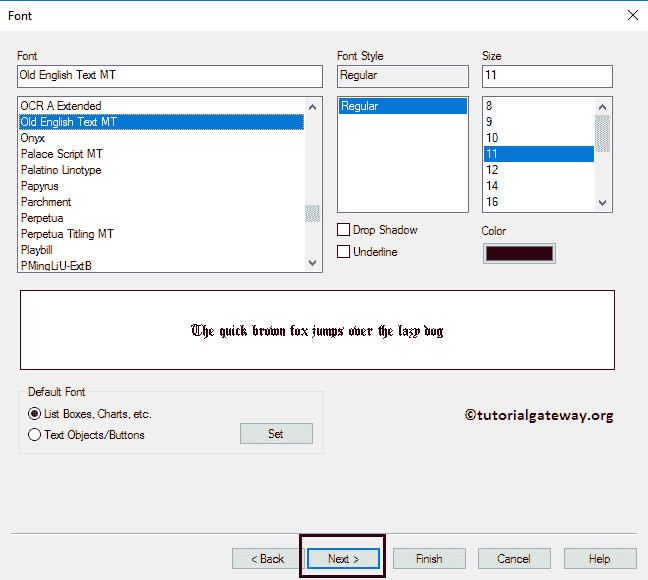 Font
Font
Font Style
Size
Old English Text MT
Regular
11
OCR A Extended
Old English Text MT
Onyx
Palace Script MT
Palatino Linotype
Papyrus
Parchment
Perpetua
Perpetua Titling MT
Playbill
PMingLiU-ExtB
Regular
8
9
10
11
12
14
16
Drop Shadow
Underline
Color
The quick brown fox jumps over the lazy dog
Default Font
List Boxes, Charts, etc.
Text Objects/Buttons
Set
©tutorialgateway.org
< Back
Next >
Finish
Cancel
Help